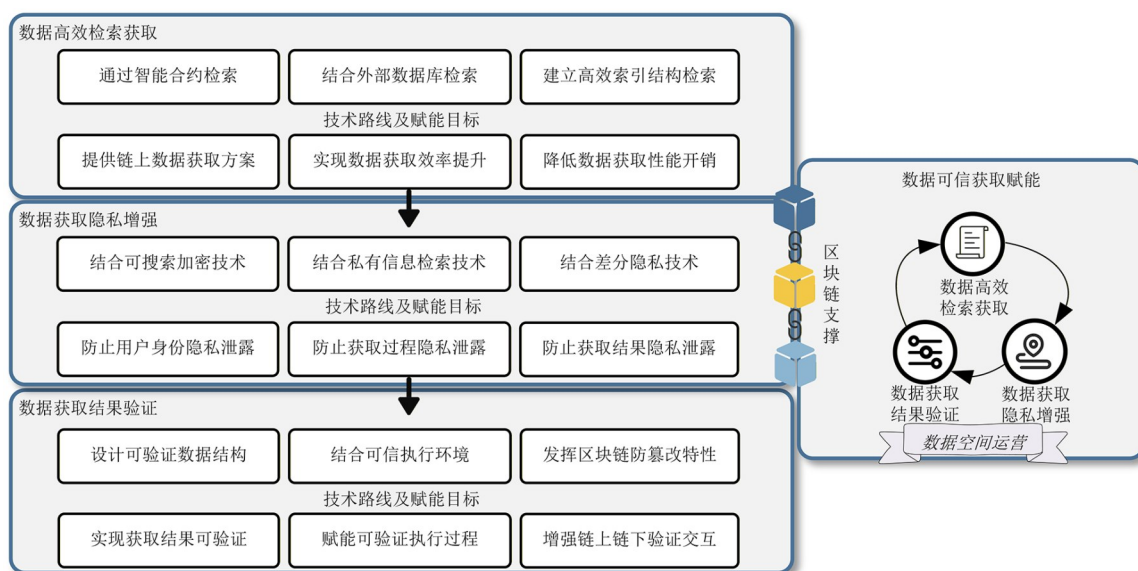 数据高效检索获取
通过智能合约检索
结合外部数据库检索
建立高效索引结构检索
技术路线及赋能目标
提供链上数据获取方案
实现数据获取效率提升
降低数据获取性能开销
数据获取隐私增强
结合可搜索加密技术
结合私有信息检索技术
结合差分隐私技术
技术路线及赋能目标
防止用户身份隐私泄露
防止获取过程隐私泄露
防止获取结果隐私泄露
数据获取结果验证
设计可验证数据结构
结合可信执行环境
发挥区块链防篡改特性
技术路线及赋能目标
实现获取结果可验证
赋能可验证执行过程
增强链上链下验证交互
区块链支撑
数据可信获取赋能
数据高效
检索获取
数据获取
结果验证
数据获取
隐私增强
数据空间运营